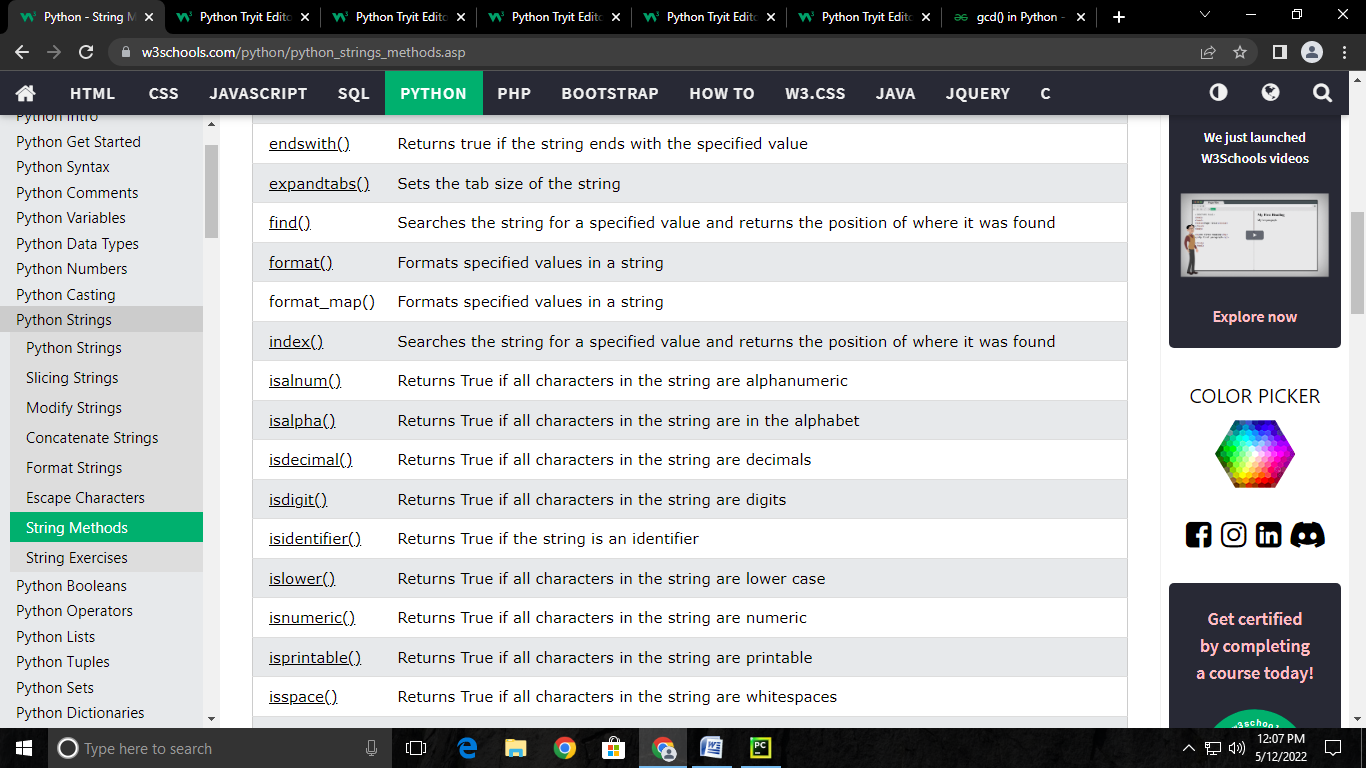 Python - String M
Python Tryit Edito
Python Tryit Edito
Python Tryit Edito
Python Tryit Edito
Python Tryit Edito
gcd() in Python -
w3schools.com/python/python_strings_methods.asp
HTML CSS JAVASCRIPT SQL PYTHON PHP BOOTSTRAP HOW TO W3.CSS JAVA JQUERY C
Python Intro
Python Get Started
Python Syntax
Python Comments
Python Variables
Python Data Types
Python Numbers
Python Casting
Python Strings
Python Strings
Slicing Strings
Modify Strings
Concatenate Strings
Format Strings
Escape Characters
String Methods
String Exercises
Python Booleans
Python Operators
Python Lists
Python Tuples
Python Sets
Python Dictionaries
endswith() Returns true if the string ends with the specified value
expandtabs() Sets the tab size of the string
find() Searches the string for a specified value and returns the position of where it was found
format() Formats specified values in a string
format_map() Formats specified values in a string
index() Searches the string for a specified value and returns the position of where it was found
isalnum() Returns True if all characters in the string are alphanumeric
isalpha() Returns True if all characters in the string are in the alphabet
isdecimal() Returns True if all characters in the string are decimals
isdigit() Returns True if all characters in the string are digits
isidentifier() Returns True if the string is an identifier
islower() Returns True if all characters in the string are lower case
isnumeric() Returns True if all characters in the string are numeric
isprintable() Returns True if all characters in the string are printable
isspace() Returns True if all characters in the string are whitespaces
We just launched
W3Schools videos
Explore now
COLOR PICKER
Get certified
by completing
a course today!
w3schools
Type here to search
12:07 PM
5/12/2022